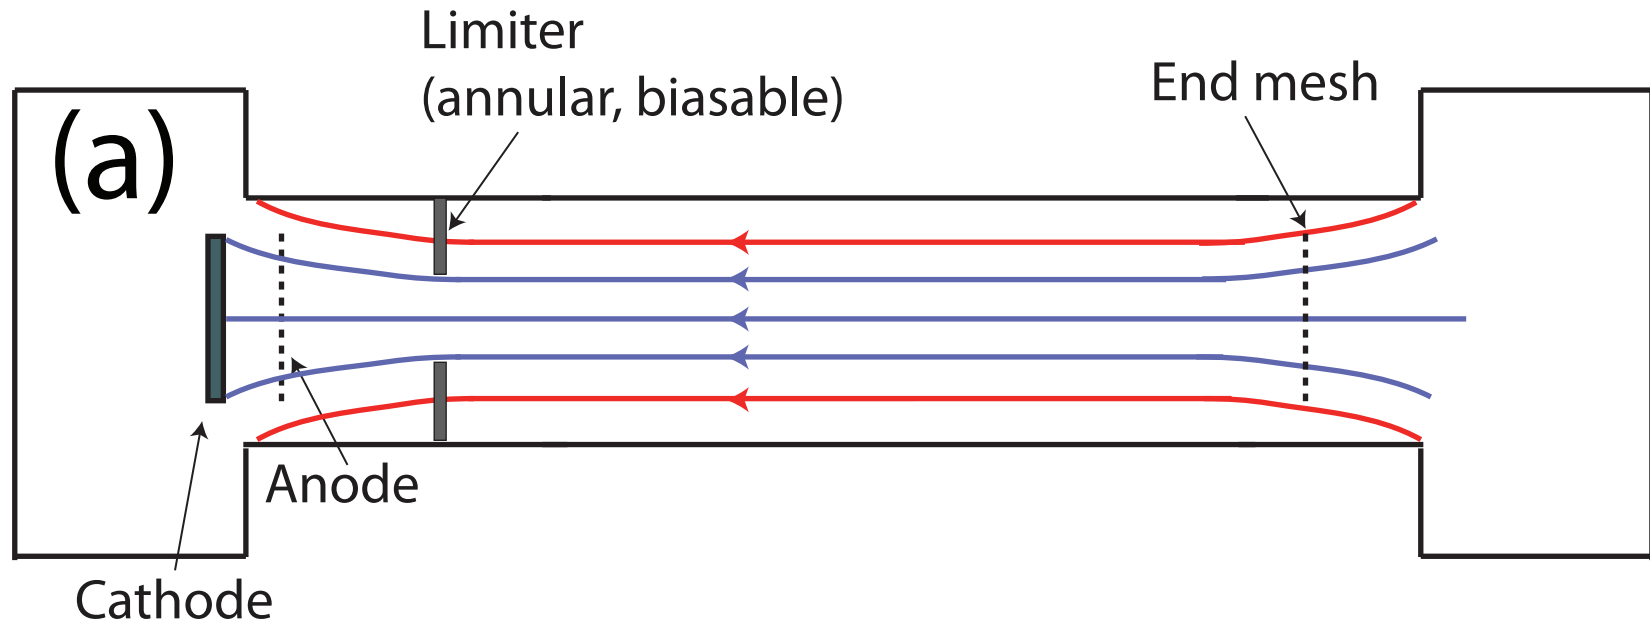 (a)
Limiter
(annular, biasable)
End mesh
Anode
Cathode